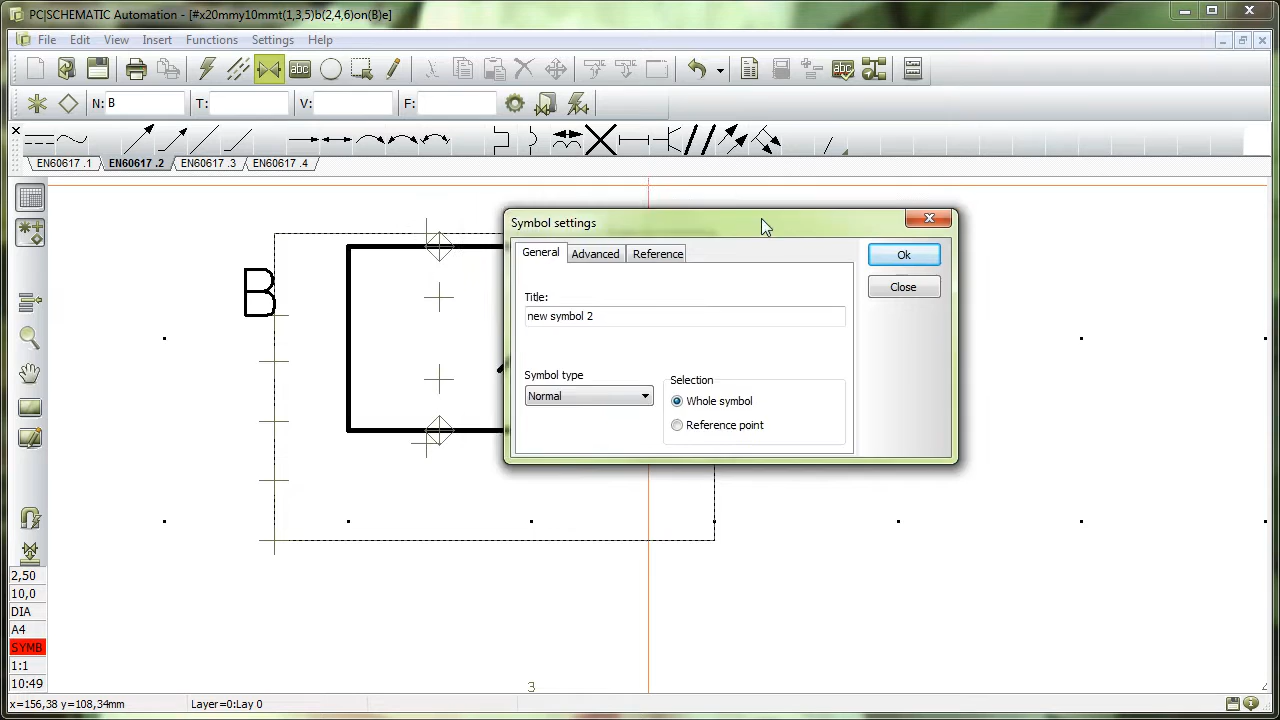 PC|SCHEMATIC Automation - [#x20mmy10mmt(1,3,5)b(2,4,6)on(B)e]
File Edit View Insert Functions Settings Help
abc
abc
N: B T: V: F:
EN60617 .1 EN60617 .2 EN60617 .3 EN60617 .4
B
Symbol settings
General Advanced Reference
Ok
Close
Title:
new symbol 2
Symbol type
Normal
Selection
Whole symbol
Reference point
2,50
10,0
DIA
A4
SYMB
1:1
10:49
3
x=156,38 y=108,34mm Layer=0:Lay 0